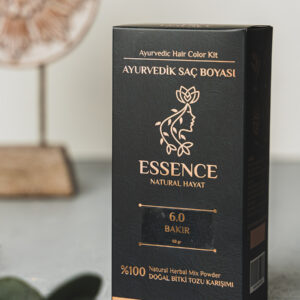 Ayurvedic Hair Color Kit
AYURVEDİK SAÇ BOYASI
ESSENCE
NATURAL HAYAT
6.0
BAKIR
%100 Natural Herbal Mix Powder
DOĞAL BİTKİ TOZU KARIŞIMI